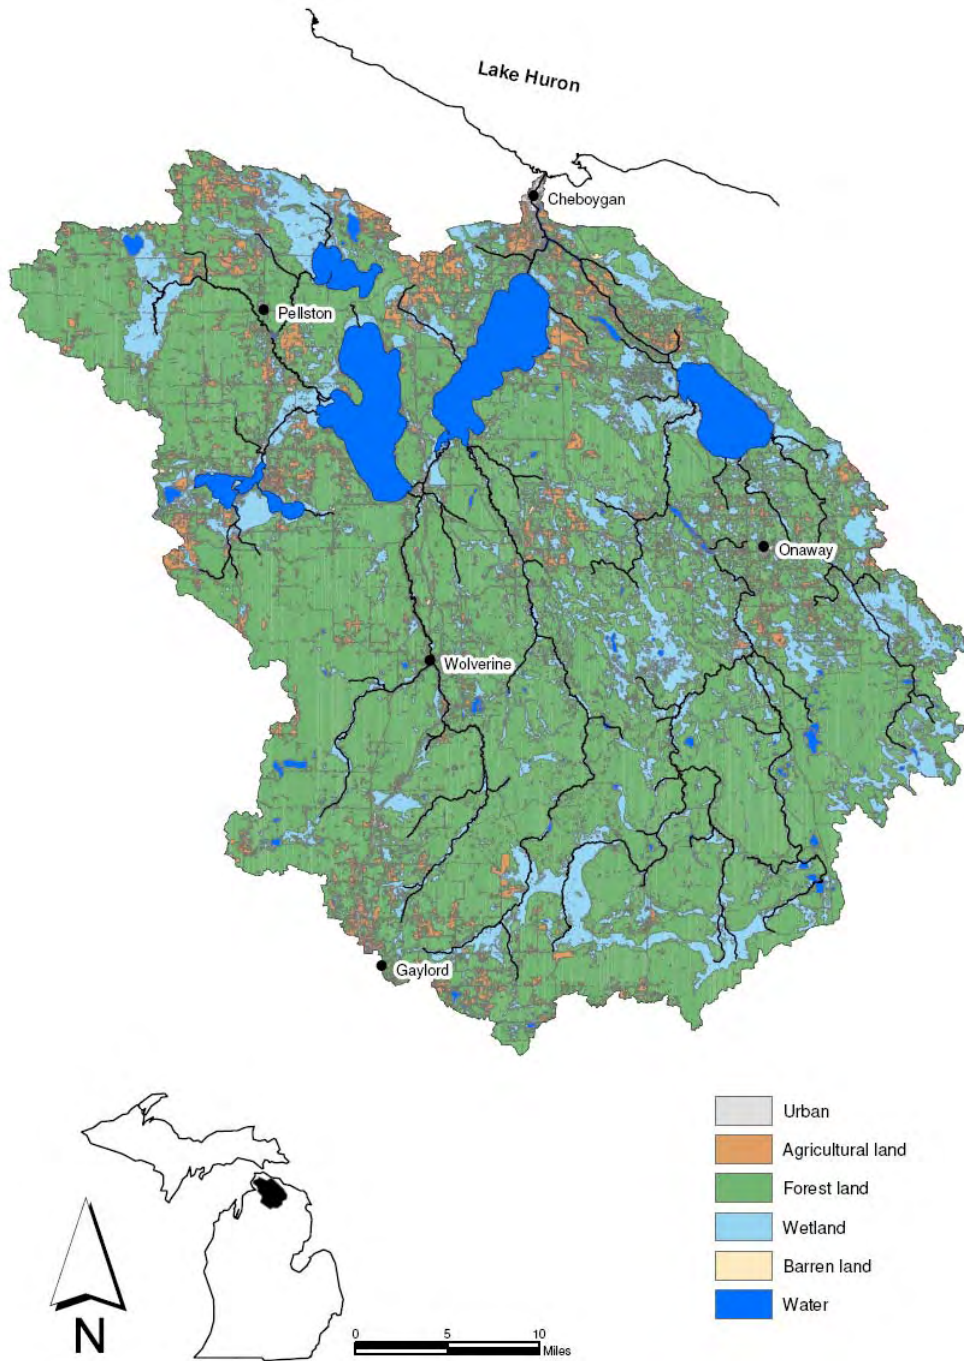 Lake Huron
Cheboygan
Pellston
Onaway
Wolverine
Gaylord
Urban
Agricultural land
Forest land
Wetland
Barren land
Water
N
0 5 10
Miles